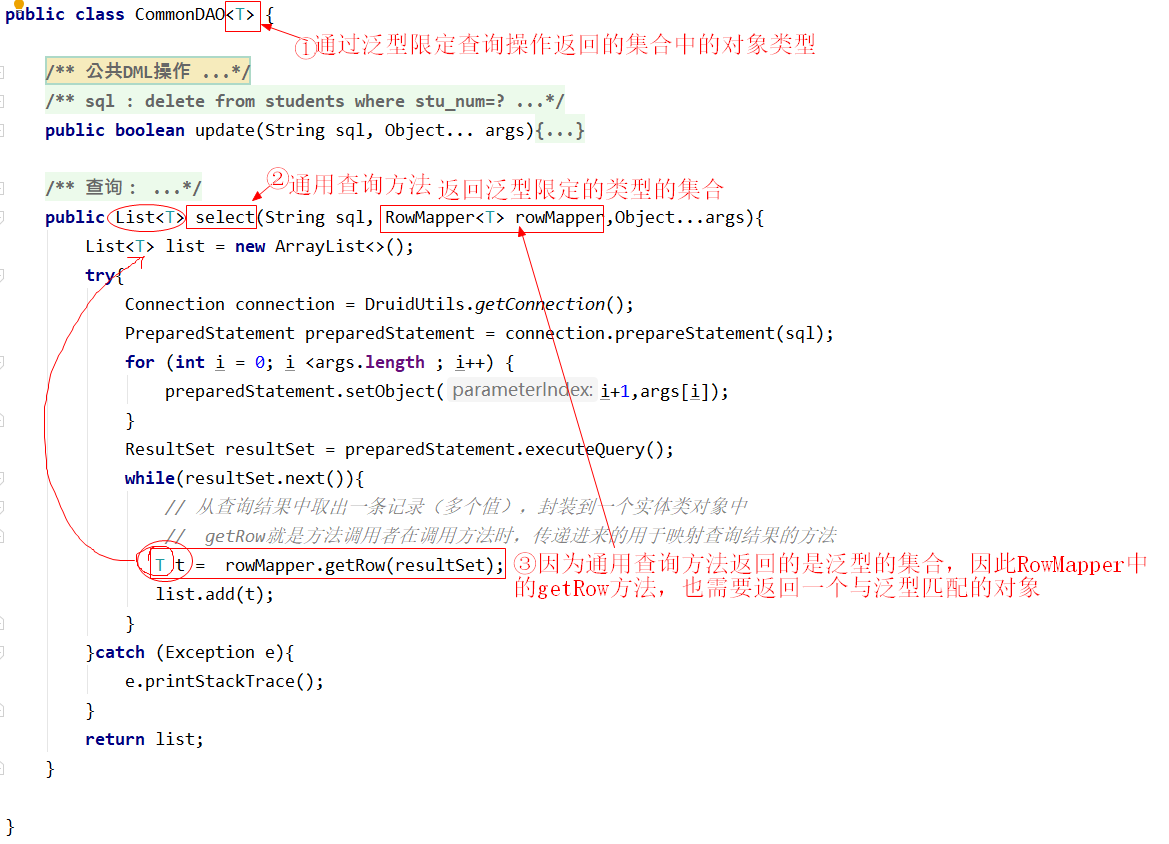 public class CommonDAO<T> {
①通过泛型限定查询操作返回的集合中的对象类型
/** 公共DML操作 ...*/
/** sql : delete from students where stu_num=? ...*/
public boolean update(String sql, Object... args){...}
/** 查询： ...*/
②通用查询方法 返回泛型限定的类型的集合
public List<T> select(String sql, RowMapper<T> rowMapper,Object...args){
List<T> list = new ArrayList<>();
try{
Connection connection = DruidUtils.getConnection();
PreparedStatement preparedStatement = connection.prepareStatement(sql);
for (int i = 0; i <args.length ; i++) {
preparedStatement.setObject( parameterIndex: i+1,args[i]);
}
ResultSet resultSet = preparedStatement.executeQuery();
while(resultSet.next()){
// 从查询结果中取出一条记录（多个值），封装到一个实体类对象中
// getRow就是方法调用者在调用方法时，传递进来的用于映射查询结果的方法
T t = rowMapper.getRow(resultSet);
③因为通用查询方法返回的是泛型的集合，因此RowMapper中
的getRow方法，也需要返回一个与泛型匹配的对象
list.add(t);
}
}catch (Exception e){
e.printStackTrace();
}
return list;
}
}